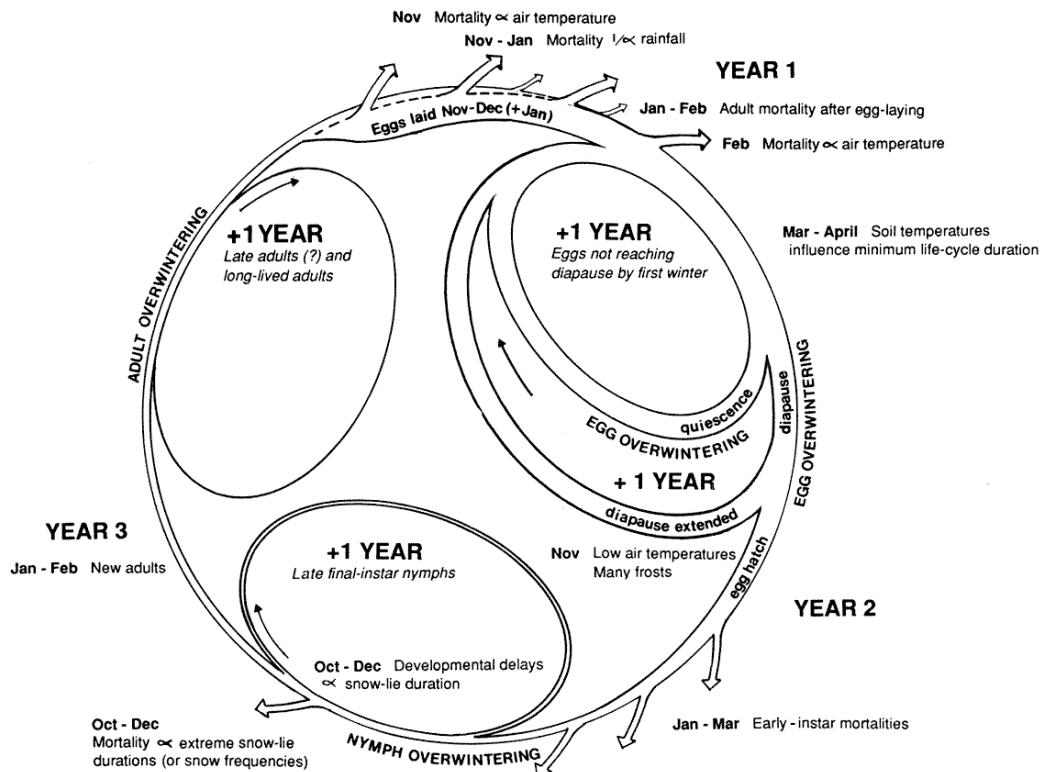 Nov Mortality ∝ air temperature
Nov - Jan Mortality 1/∝ rainfall
YEAR 1
Eggs laid Nov-Dec (+Jan)
Jan - Feb Adult mortality after egg-laying
Feb Mortality ∝ air temperature
ADULT OVERWINTERING
+1 YEAR
Late adults (?) and
long-lived adults
+1 YEAR
Eggs not reaching
diapause by first winter
Mar - April Soil temperatures
influence minimum life-cycle duration
quiescence
EGG OVERWINTERING
diapause
EGG OVERWINTERING
+ 1 YEAR
diapause extended
Nov Low air temperatures
Many frosts
egg hatch
YEAR 2
YEAR 3
Jan - Feb New adults
+1 YEAR
Late final-instar nymphs
Oct - Dec Developmental delays
∝ snow-lie duration
Jan - Mar Early - instar mortalities
Oct - Dec
Mortality ∝ extreme snow-lie
durations (or snow frequencies)
NYMPH OVERWINTERING